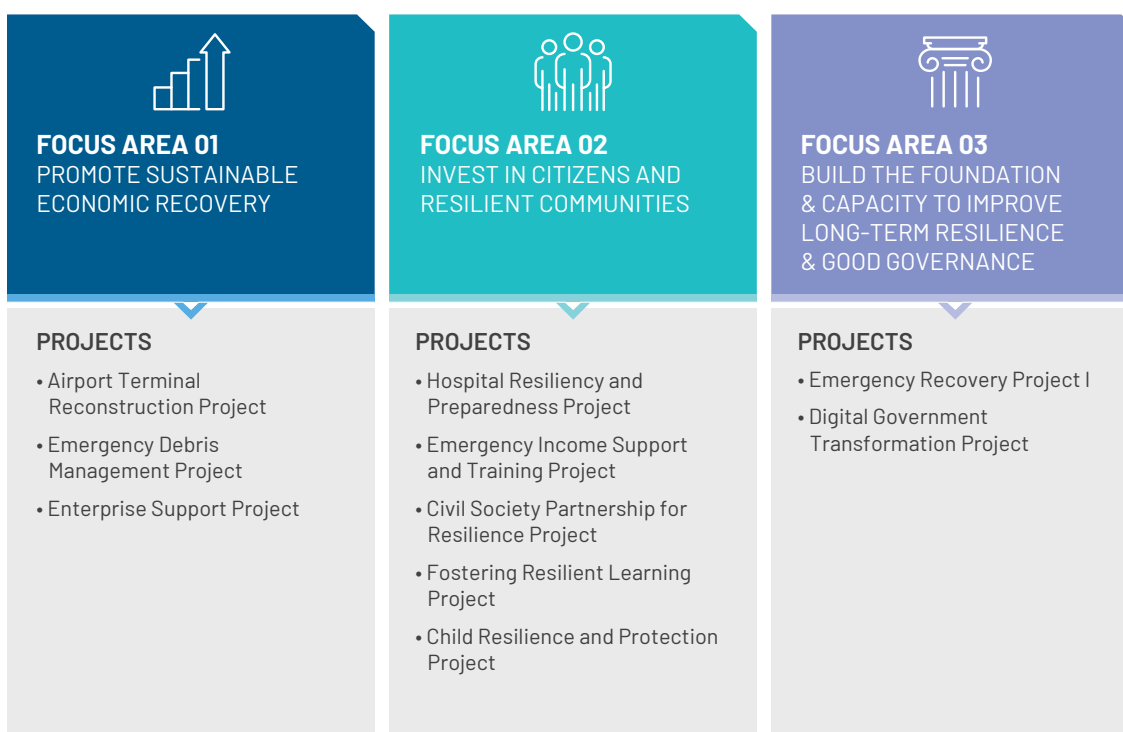 FOCUS AREA 01
PROMOTE SUSTAINABLE
ECONOMIC RECOVERY
PROJECTS
• Airport Terminal
Reconstruction Project
• Emergency Debris
Management Project
• Enterprise Support Project
FOCUS AREA 02
INVEST IN CITIZENS AND
RESILIENT COMMUNITIES
PROJECTS
• Hospital Resiliency and
Preparedness Project
• Emergency Income Support
and Training Project
• Civil Society Partnership for
Resilience Project
• Fostering Resilient Learning
Project
• Child Resilience and Protection
Project
FOCUS AREA 03
BUILD THE FOUNDATION
& CAPACITY TO IMPROVE
LONG-TERM RESILIENCE
& GOOD GOVERNANCE
PROJECTS
• Emergency Recovery Project I
• Digital Government
Transformation Project